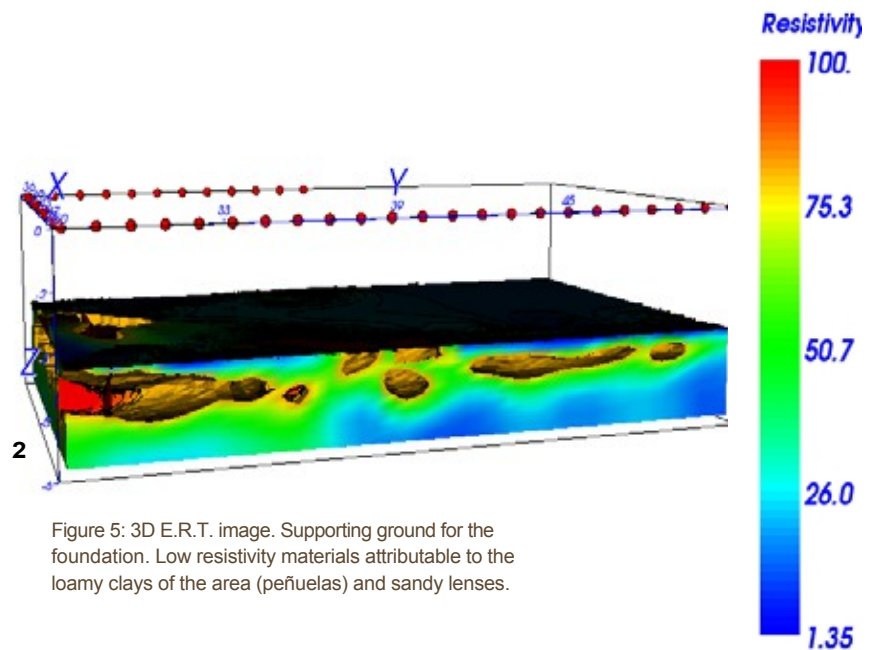 Resistivity
100.
75.3
50.7
26.0
1.35
X
Y
33
39
45
0
-2
Z
2
Figure 5: 3D E.R.T. image. Supporting ground for the
foundation. Low resistivity materials attributable to the
loamy clays of the area (peñuelas) and sandy lenses.